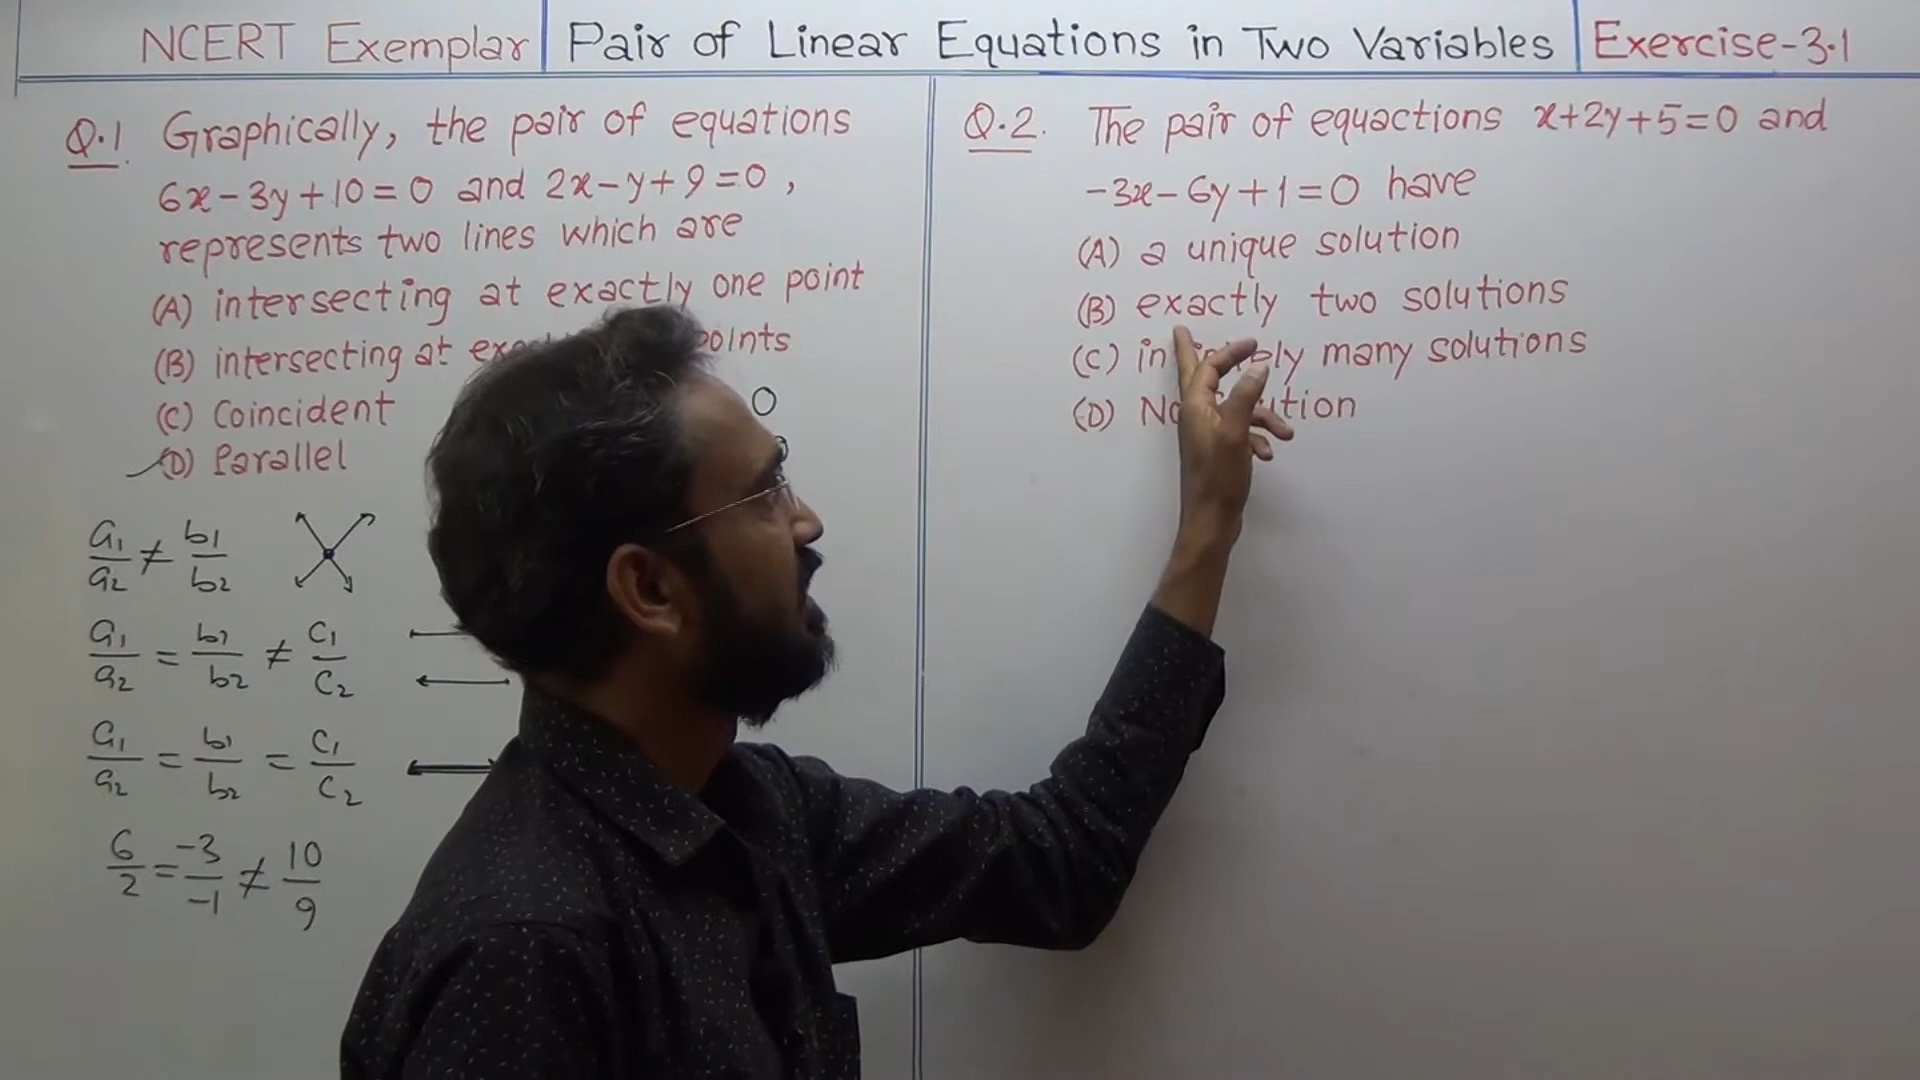 NCERT Exemplar Pair of Linear Equations in Two Variables Exercise-3.1
Q.1 Graphically, the pair of equations
6x-3y+10=0 and 2x-y+9=0,
represents two lines which are
(A) intersecting at exactly one point
(B) intersecting at points
(C) Coincident
(D) Parallel
0
a1/a2 ≠ b1/b2
a1/a2 = b1/b2 ≠ c1/c2
a1/a2 = b1/b2 = c1/c2
6/2 = -3/-1 ≠ 10/9
Q.2. The pair of equactions x+2y+5=0 and
-3x-6y+1=0 have
(A) a unique solution
(B) exactly two solutions
(C) many solutions
(D)